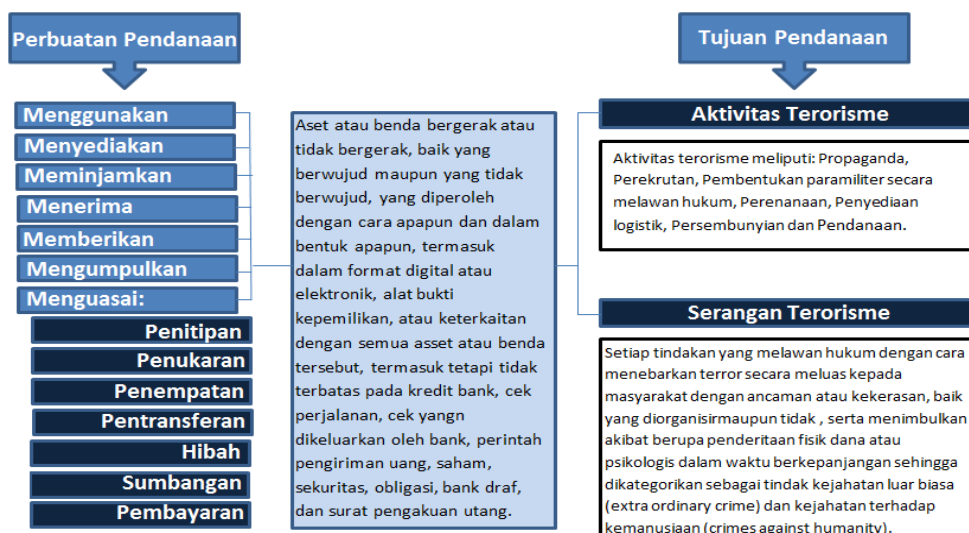 Perbuatan Pendanaan
Menggunakan
Menyediakan
Meminjamkan
Menerima
Memberikan
Mengumpulkan
Menguasai:
Penitipan
Penukaran
Penempatan
Pentransferan
Hibah
Sumbangan
Pembayaran
Aset atau benda bergerak atau
tidak bergerak, baik yang
berwujud maupun yang tidak
berwujud, yang diperoleh
dengan cara apapun dan dalam
bentuk apapun, termasuk
dalam format digital atau
elektronik, alat bukti
kepemilikan, atau keterkaitan
dengan semua asset atau benda
tersebut, termasuk tetapi tidak
terbatas pada kredit bank, cek
perjalanan, cek yangn
dikeluarkan oleh bank, perintah
pengiriman uang, saham,
sekuritas, obligasi, bank draf,
dan surat pengakuan utang.
Tujuan Pendanaan
Aktivitas Terorisme
Aktivitas terorisme meliputi: Propaganda,
Perekrutan, Pembentukan paramiliter secara
melawan hukum, Perenanaan, Penyediaan
logistik, Persembunyian dan Pendanaan.
Serangan Terorisme
Setiap tindakan yang melawan hukum dengan cara
menebarkan terror secara meluas kepada
masyarakat dengan ancaman atau kekerasan, baik
yang diorganisirmaupun tidak , serta menimbulkan
akibat berupa penderitaan fisik dana atau
psikologis dalam waktu berkepanjangan sehingga
dikategorikan sebagai tindak kejahatan luar biasa
(extra ordinary crime) dan kejahatan terhadap
kemanusiaan (crimes against humanity).